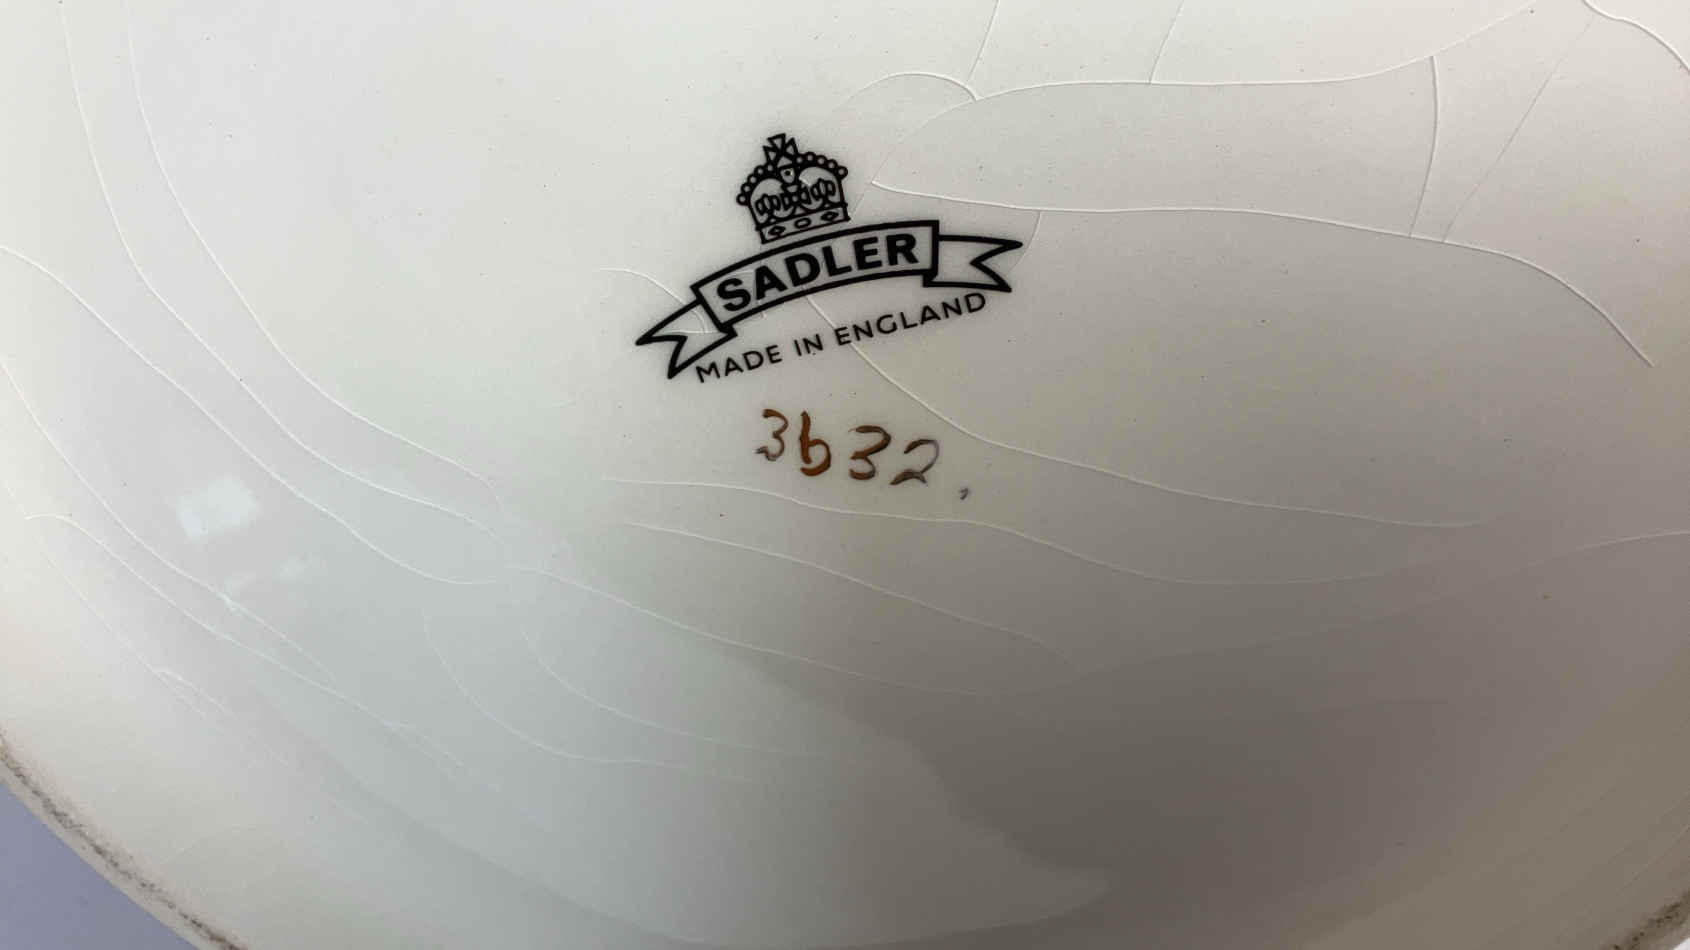 SADLER
MADE IN ENGLAND
3632.